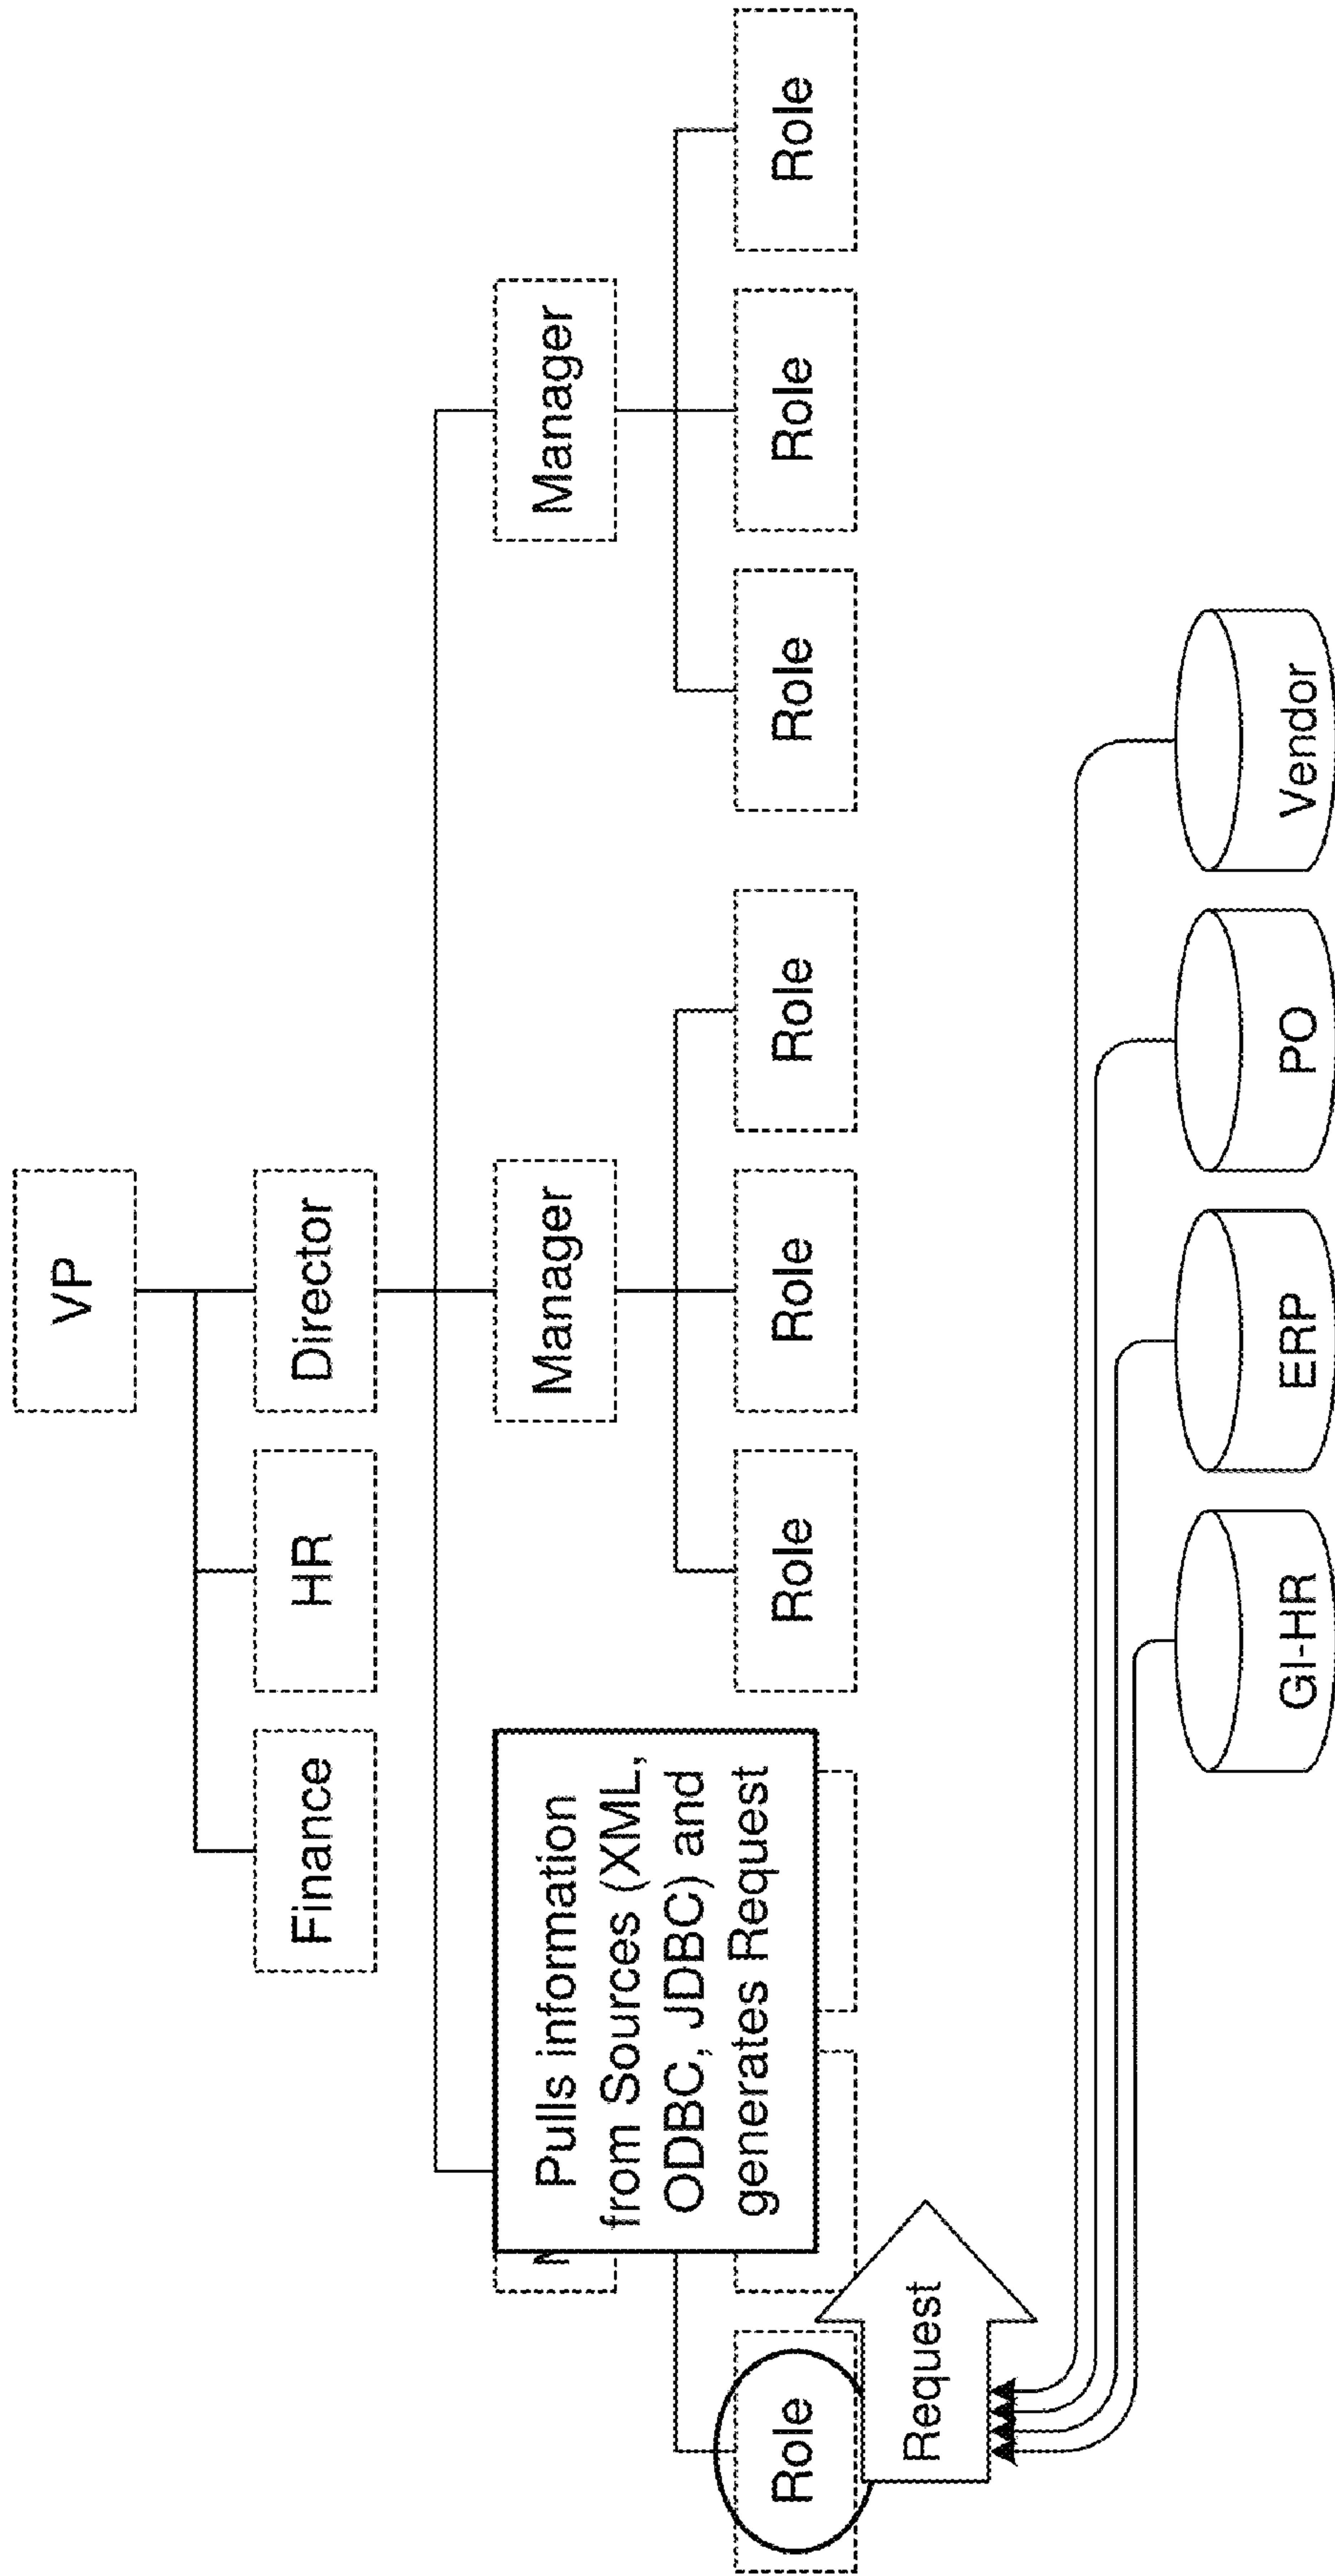 VP
Finance
HR
Director
Manager
Manager
Pulls information
from Sources (XML,
ODBC, JDBC) and
generates Request
Role
Role
Role
Role
Role
Role
Role
Request
GI-HR
ERP
PO
Vendor